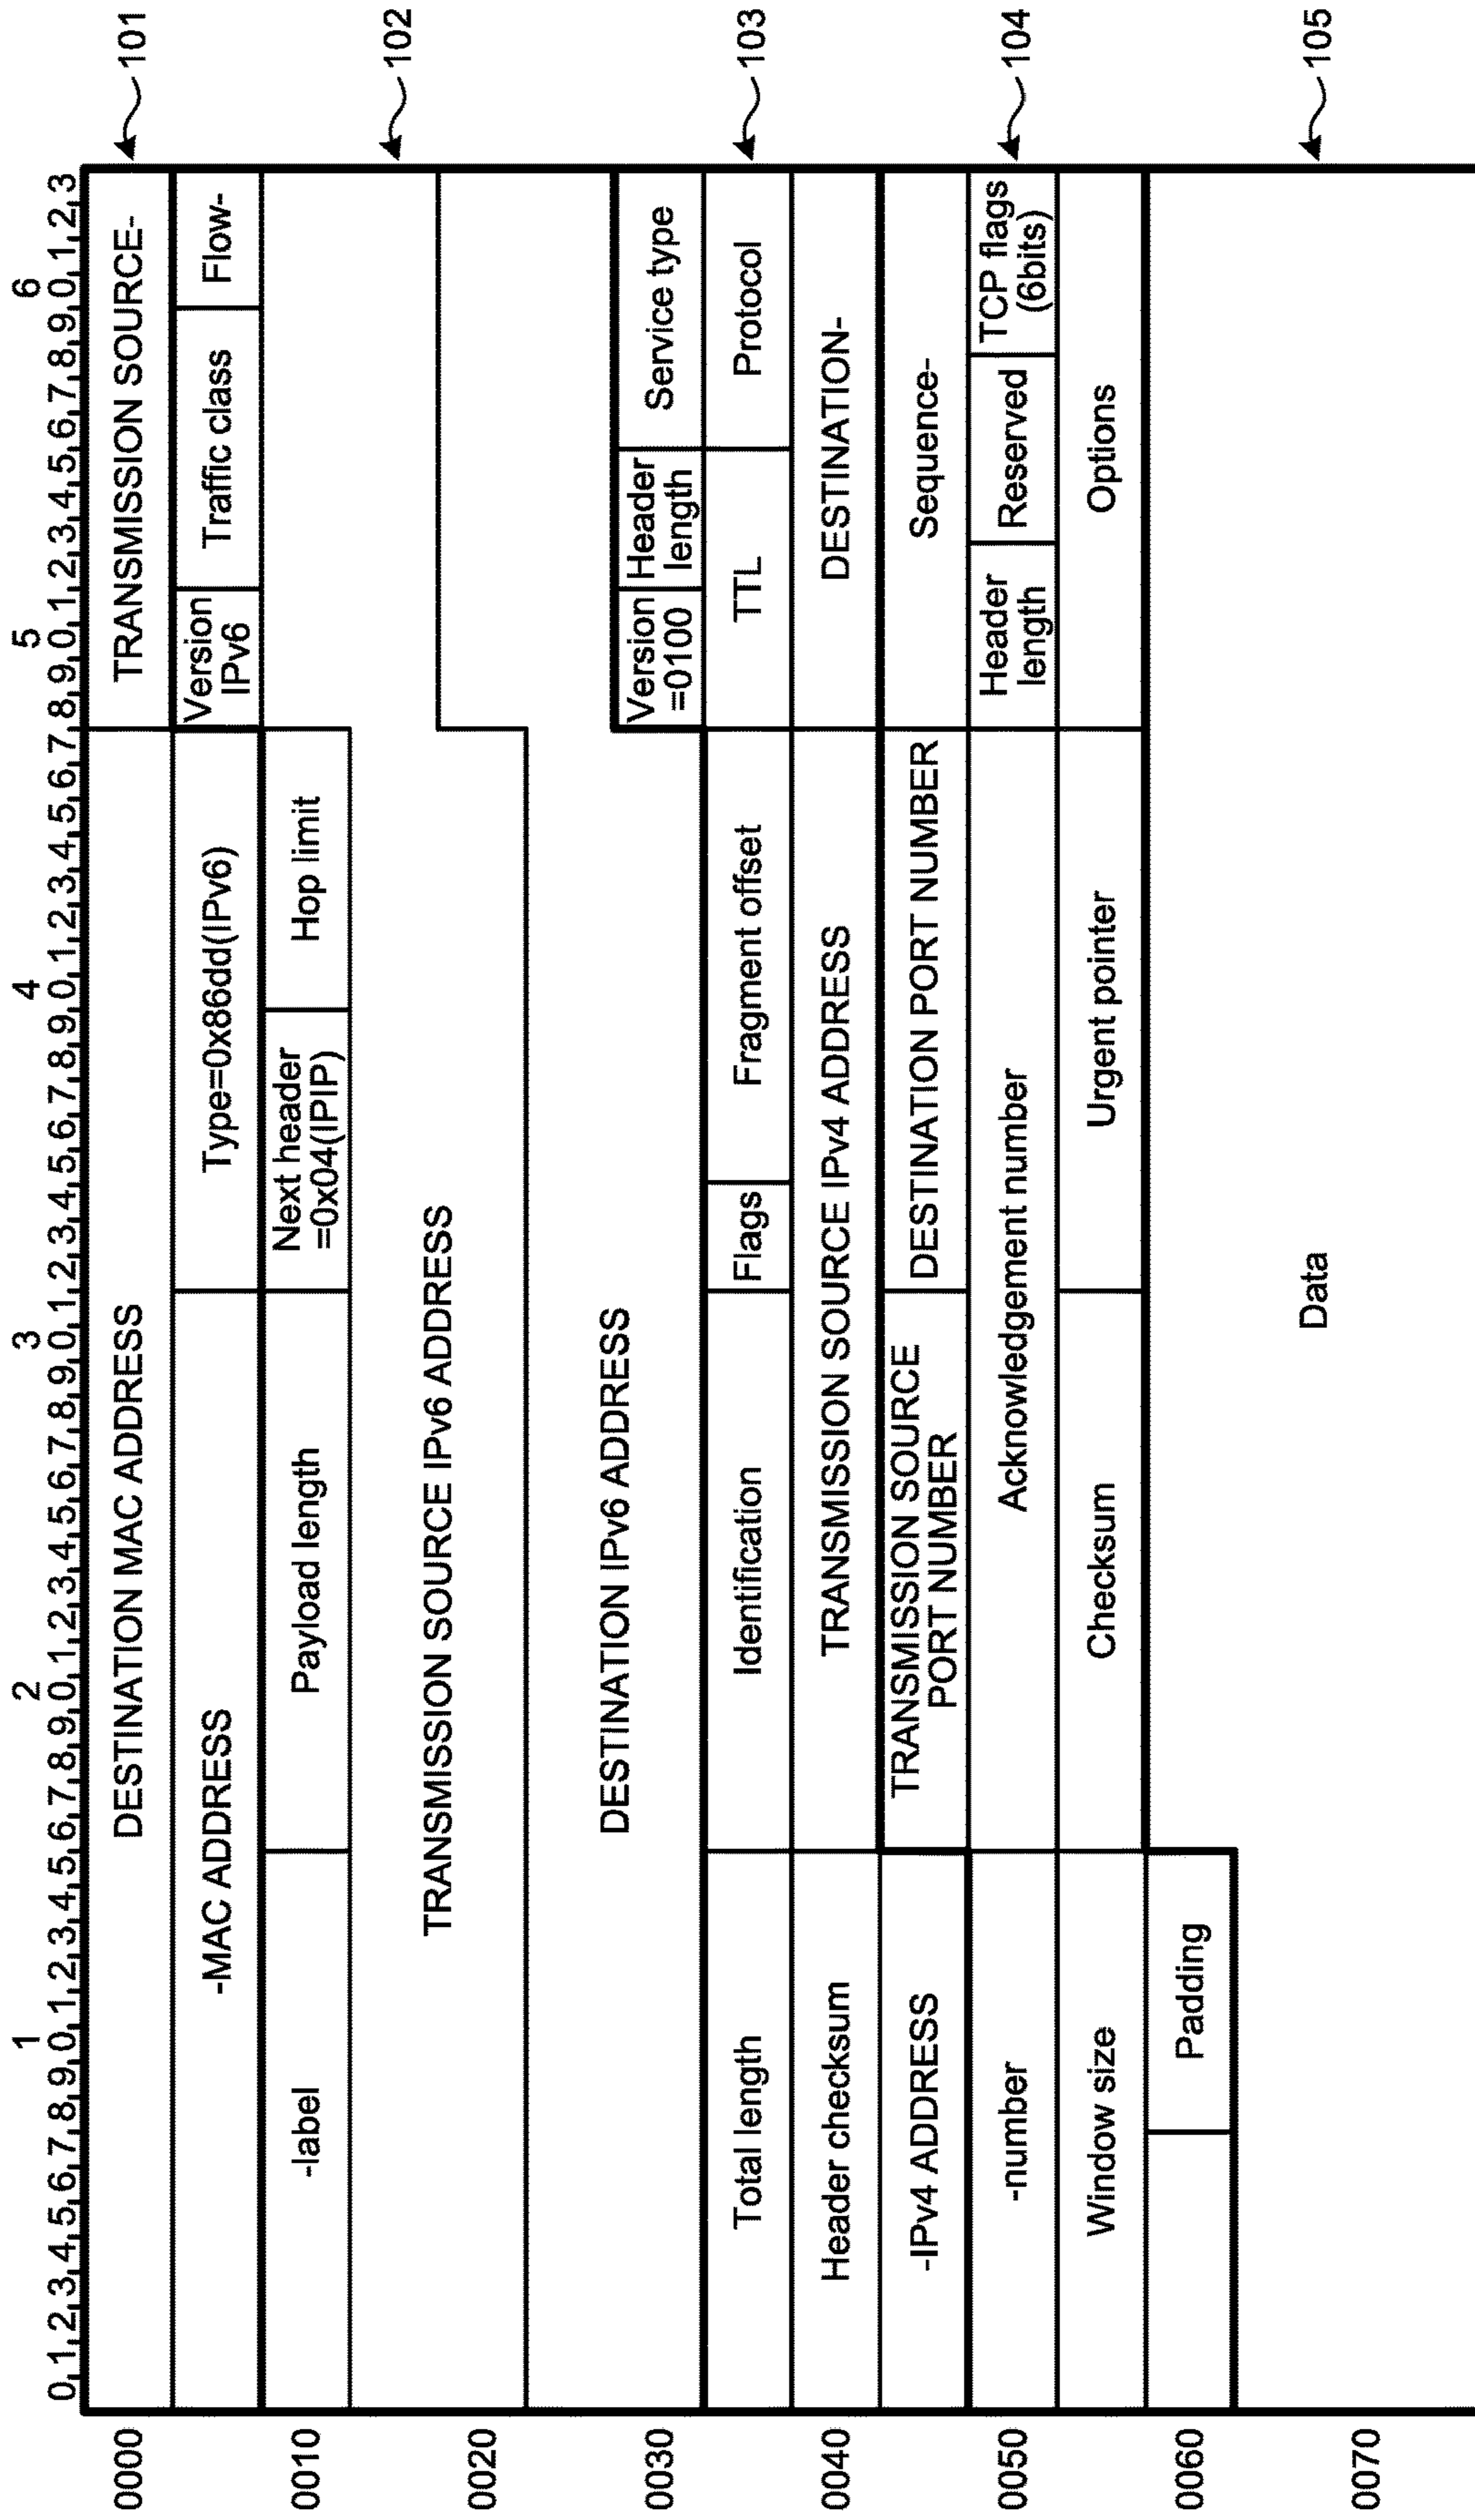 1 2 3 4 5 6
0 1 2 3 4 5 6 7 8 9 0 1 2 3 4 5 6 7 8 9 0 1 2 3 4 5 6 7 8 9 0 1 2 3 4 5 6 7 8 9 0 1 2 3 4 5 6 7 8 9 0 1 2 3 4 5 6 7 8 9 0 1 2 3
0000 DESTINATION MAC ADDRESS TRANSMISSION SOURCE- 101
-MAC ADDRESS Type=0x86dd(IPv6) Version
IPv6 Traffic class Flow-
0010 -label Payload length Next header
=0x04(IPIP) Hop limit
102
TRANSMISSION SOURCE IPv6 ADDRESS
0020
DESTINATION IPv6 ADDRESS
0030 Version
=0100 Header
length Service type
Total length Identification Flags Fragment offset TTL Protocol 103
0040 Header checksum TRANSMISSION SOURCE IPv4 ADDRESS DESTINATION-
-IPv4 ADDRESS TRANSMISSION SOURCE
PORT NUMBER DESTINATION PORT NUMBER Sequence-
0050 -number Acknowledgement number Header
length Reserved TCP flags
(6bits) 104
Window size Checksum Urgent pointer Options
0060 Padding
Data 105
0070